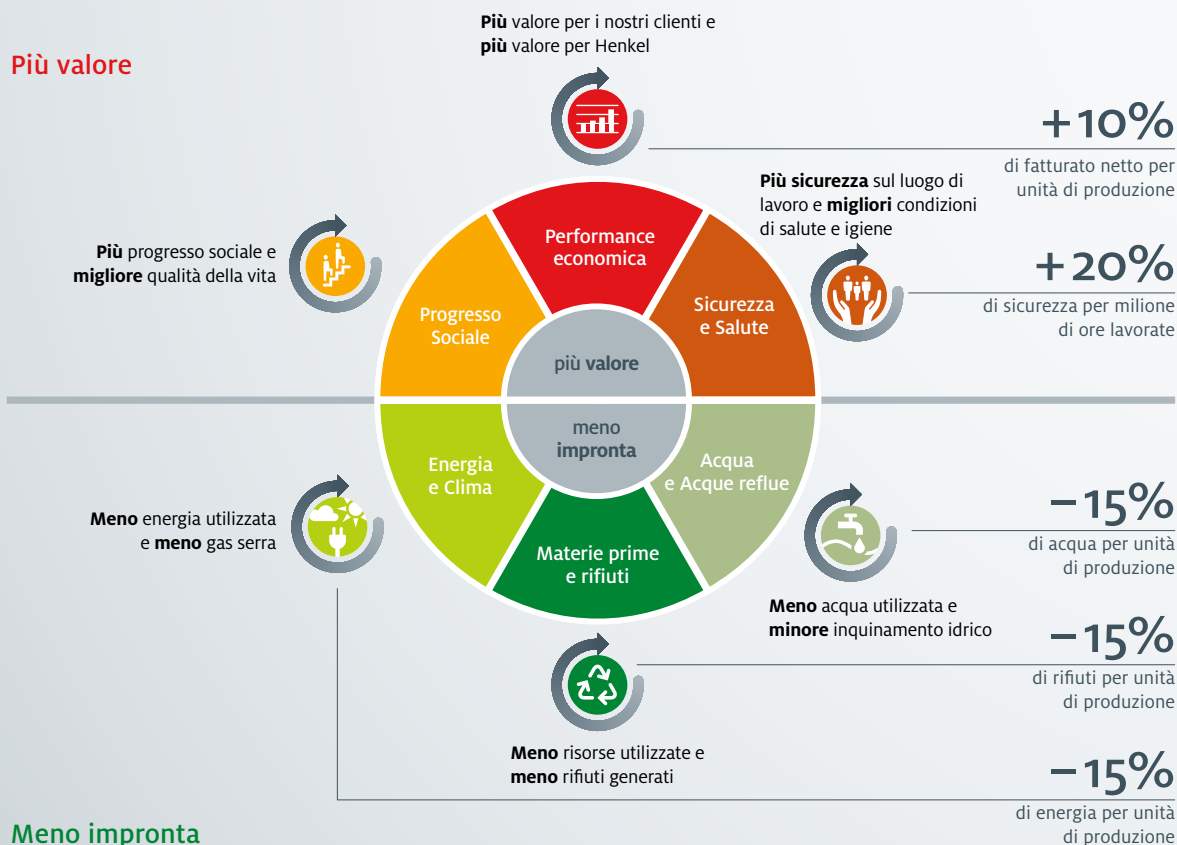 Più valore
Più valore per i nostri clienti e
più valore per Henkel
+10%
di fatturato netto per
unità di produzione
Più sicurezza sul luogo di
lavoro e migliori condizioni
di salute e igiene
+20%
di sicurezza per milione
di ore lavorate
Più progresso sociale e
migliore qualità della vita
Performance
economica
Progresso
Sociale
Sicurezza
e Salute
più valore
meno
impronta
Energia
e Clima
Acqua
e Acque reflue
Materie prime
e rifiuti
Meno energia utilizzata
e meno gas serra
−15%
di acqua per unità
di produzione
Meno acqua utilizzata e
minore inquinamento idrico
−15%
di rifiuti per unità
di produzione
Meno risorse utilizzate e
meno rifiuti generati
−15%
di energia per unità
di produzione
Meno impronta